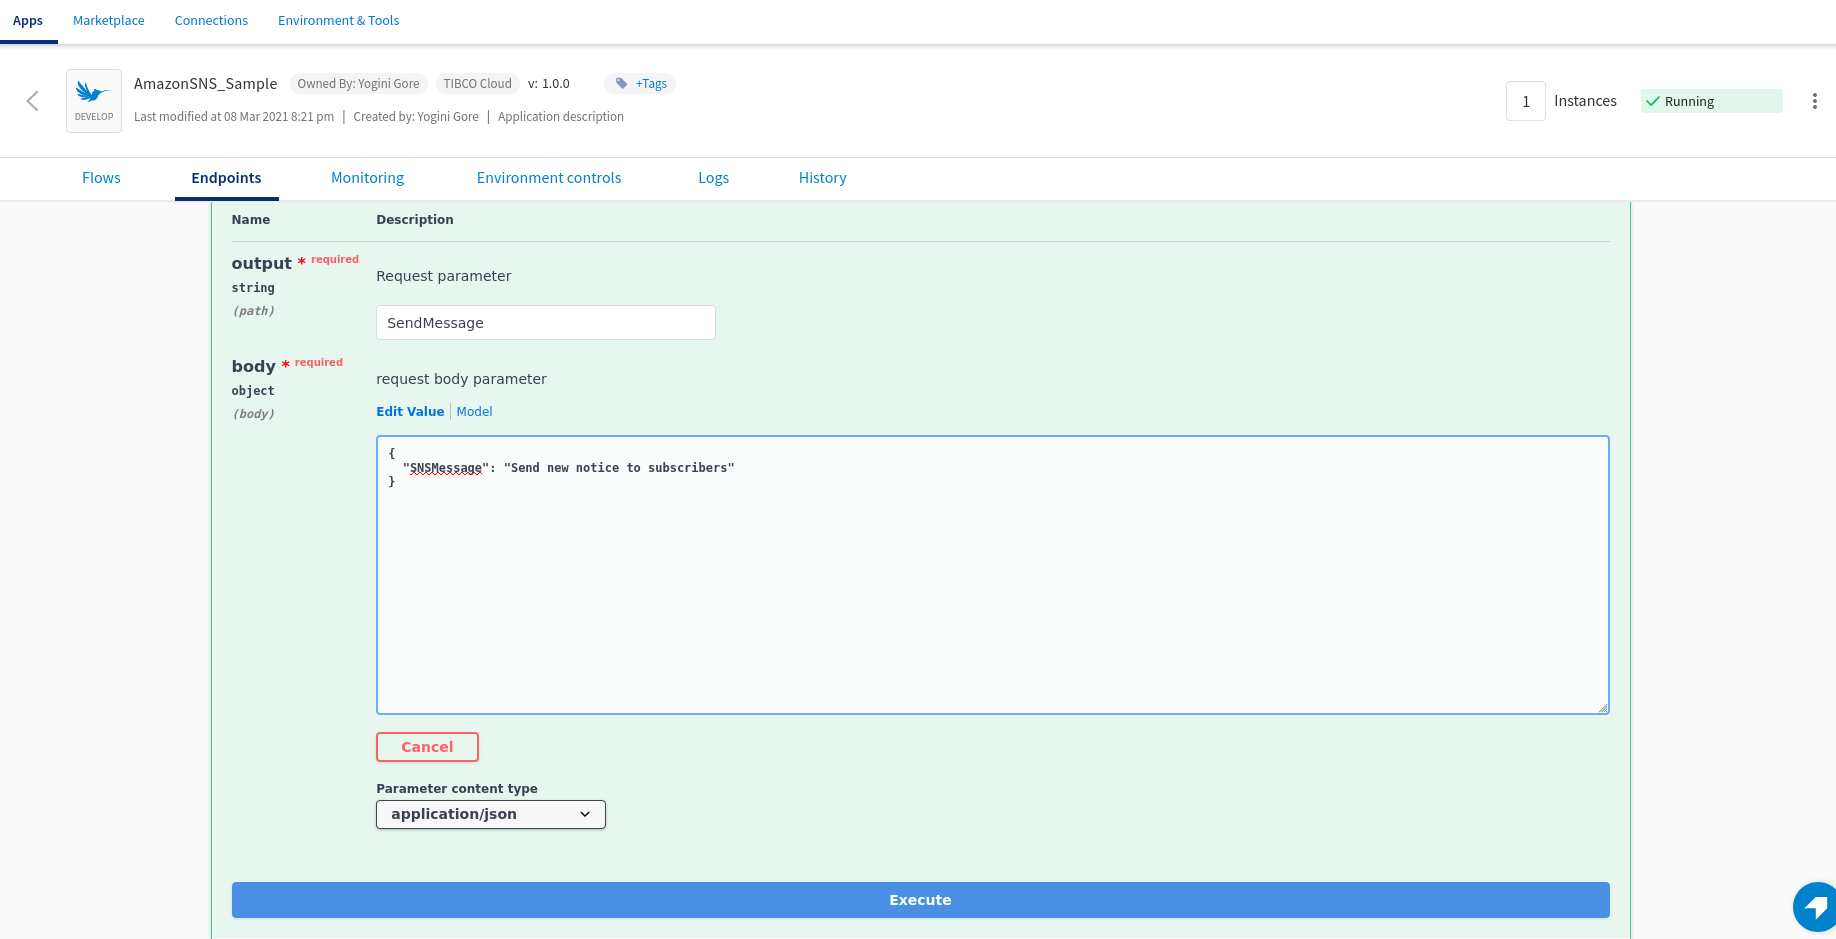 Apps Marketplace Connections Environment & Tools
AmazonSNS_Sample Owned By: Yogini Gore TIBCO Cloud v: 1.0.0 +Tags
DEVELOP
Last modified at 08 Mar 2021 8:21 pm | Created by: Yogini Gore | Application description
1 Instances Running
Flows Endpoints Monitoring Environment controls Logs History
Name Description
output * required
string
(path)
Request parameter
SendMessage
body * required
object
(body)
request body parameter
Edit Value | Model
{
"SNSMessage": "Send new notice to subscribers"
}
Cancel
Parameter content type
application/json
Execute